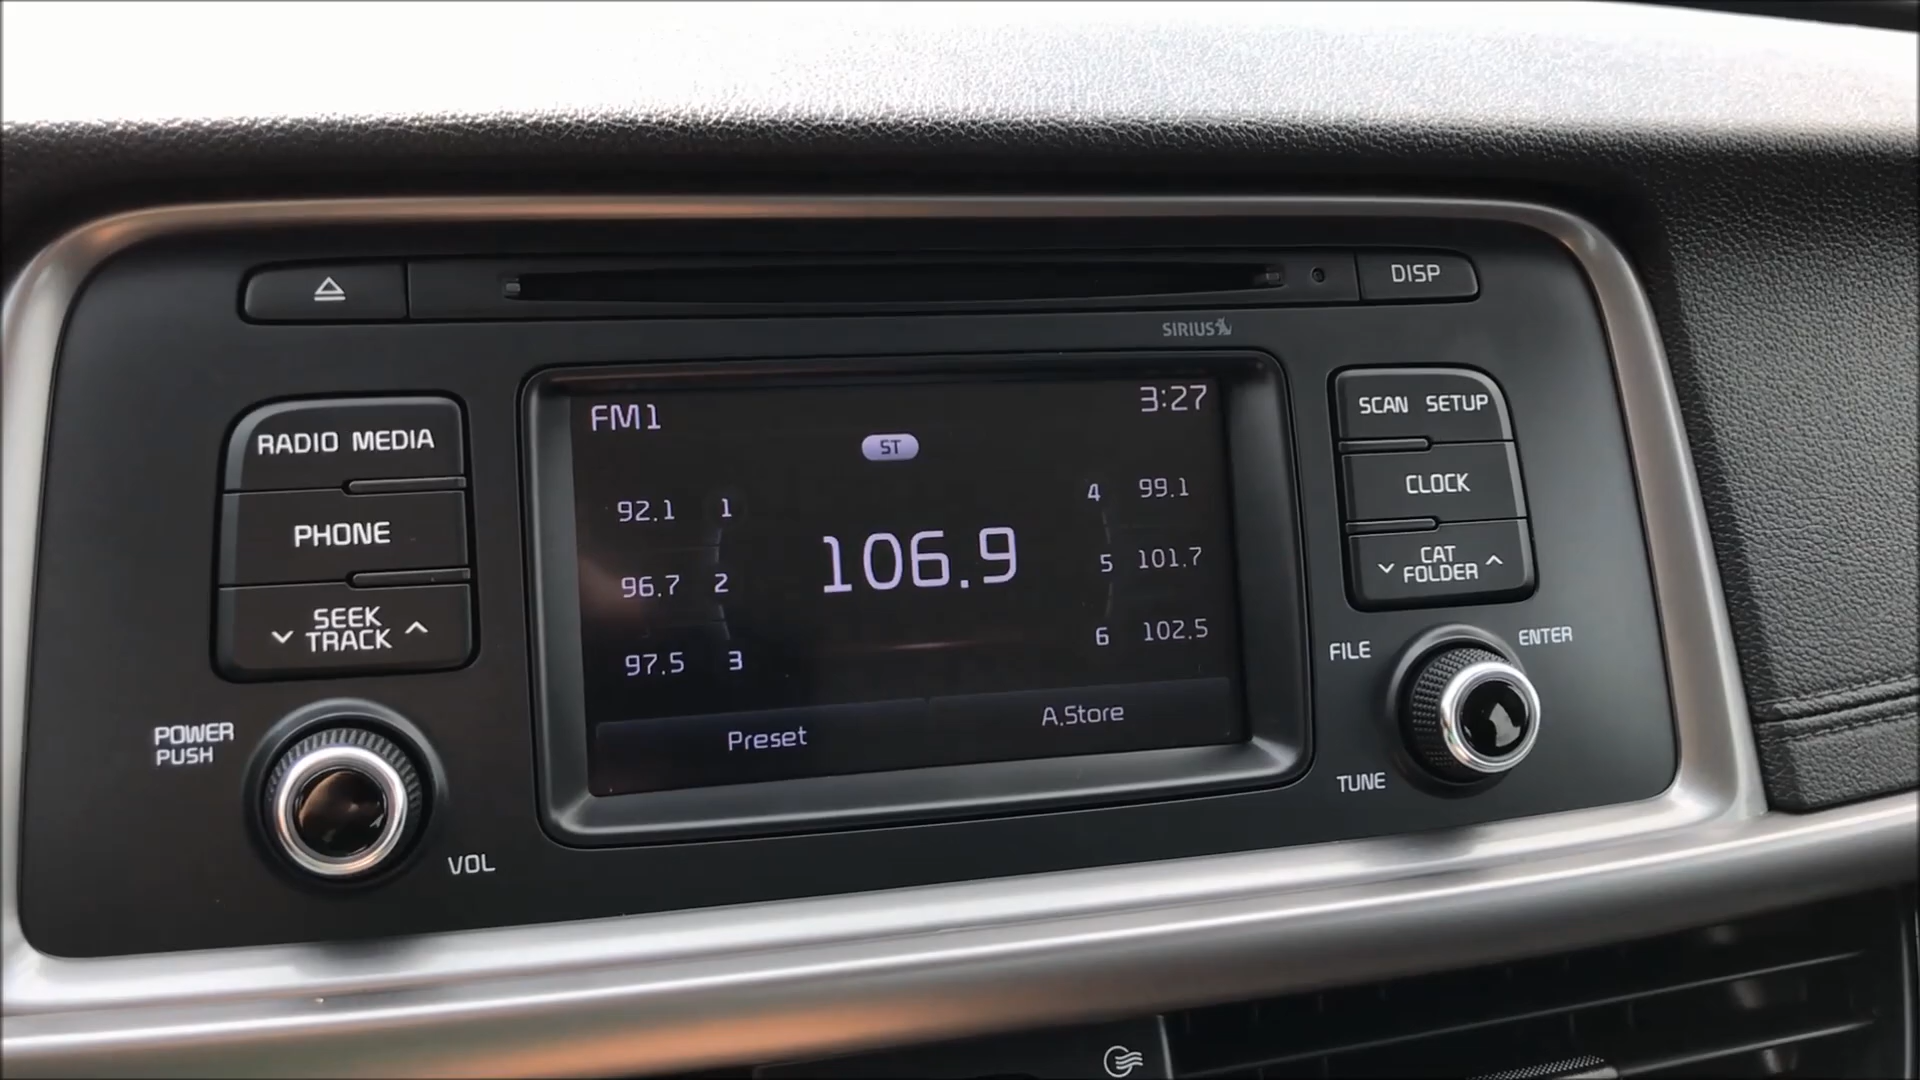 DISP
SIRIUS
RADIO MEDIA
PHONE
SEEK
TRACK
POWER
PUSH
VOL
FM1
3:27
ST
92.1 1
96.7 2
97.5 3
106.9
4 99.1
5 101.7
6 102.5
Preset
A.Store
SCAN SETUP
CLOCK
CAT
FOLDER
FILE
ENTER
TUNE